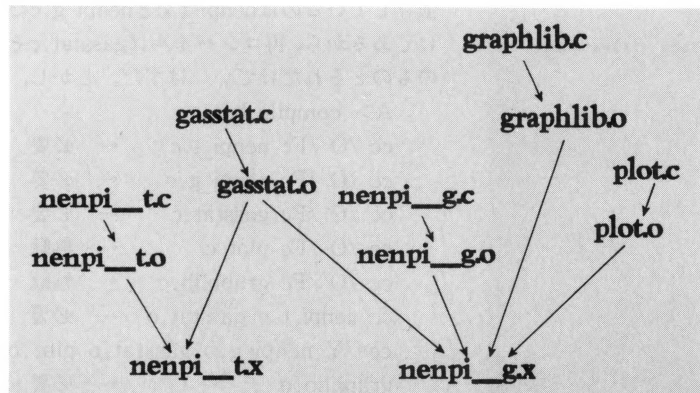 graphlib.c
gasstat.c
graphlib.o
gasstat.o
plot.c
nenpi__t.c
nenpi__g.c
plot.o
nenpi__t.o
nenpi__g.o
nenpi__t.x
nenpi__g.x